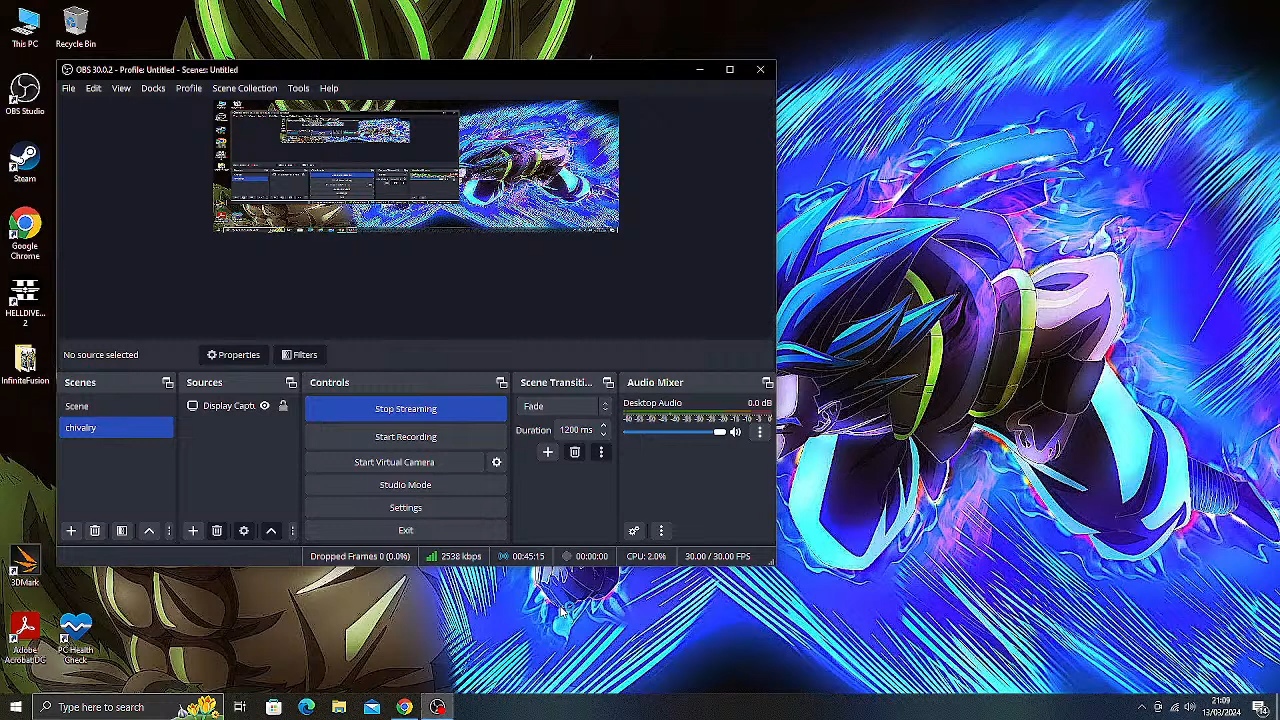 This PC
Recycle Bin
OBS Studio
Steam
Google
Chrome
HELLDIVE...
2
InfiniteFusion
3DMark
Adobe
Acrobat DC
PC Health
Check
OBS 30.0.2 - Profile: Untitled - Scenes: Untitled
File Edit View Docks Profile Scene Collection Tools Help
No source selected
Properties
Filters
Scenes
Scene
chivalry
Sources
Display Capt.
Controls
Stop Streaming
Start Recording
Start Virtual Camera
Studio Mode
Settings
Exit
Scene Transiti...
Fade
Duration 1200 ms
Audio Mixer
Desktop Audio 0.0 dB
Dropped Frames 0 (0.0%) 2538 kbps 00:45:15 00:00:00 CPU: 2.0% 30.00 / 30.00 FPS
Type here to search
21:09
13/03/2024